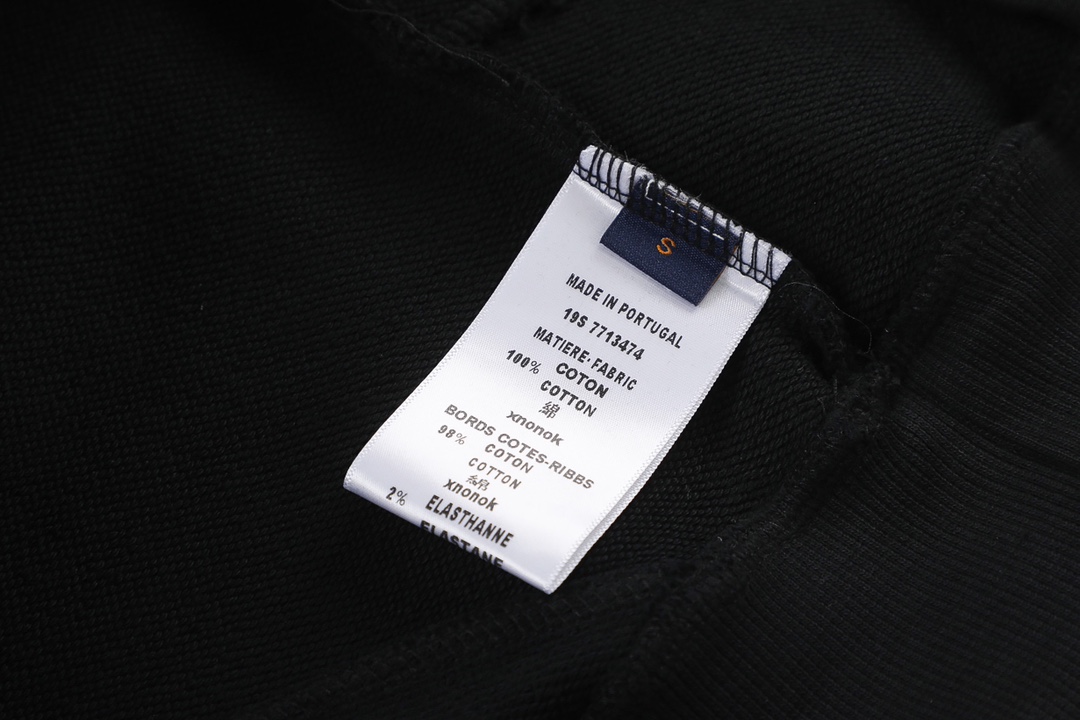 S
MADE IN PORTUGAL
19S 7713474
MATIERE-FABRIC
100% COTON
COTTON
綿
xnonok
BORDS COTES-RIBBS
98% COTON
COTTON
綿
xnonok
2% ELASTHANNE
ELASTANE